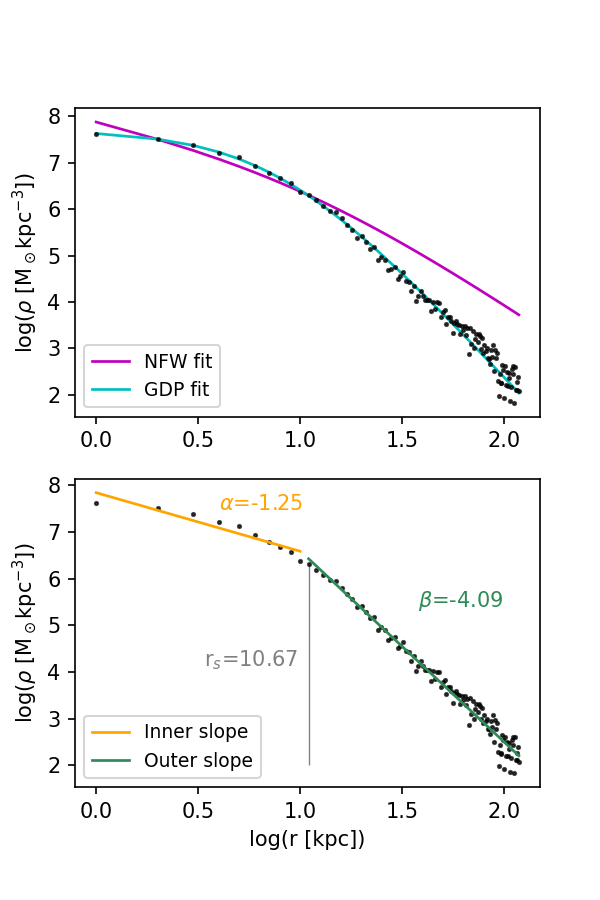 8
7
6
5
4
3
2
log(ρ [M⊙kpc⁻³])
NFW fit
GDP fit
0.0 0.5 1.0 1.5 2.0
8
7
6
5
4
3
2
log(ρ [M⊙kpc⁻³])
α=-1.25
β=-4.09
rₛ=10.67
Inner slope
Outer slope
0.0 0.5 1.0 1.5 2.0
log(r [kpc])